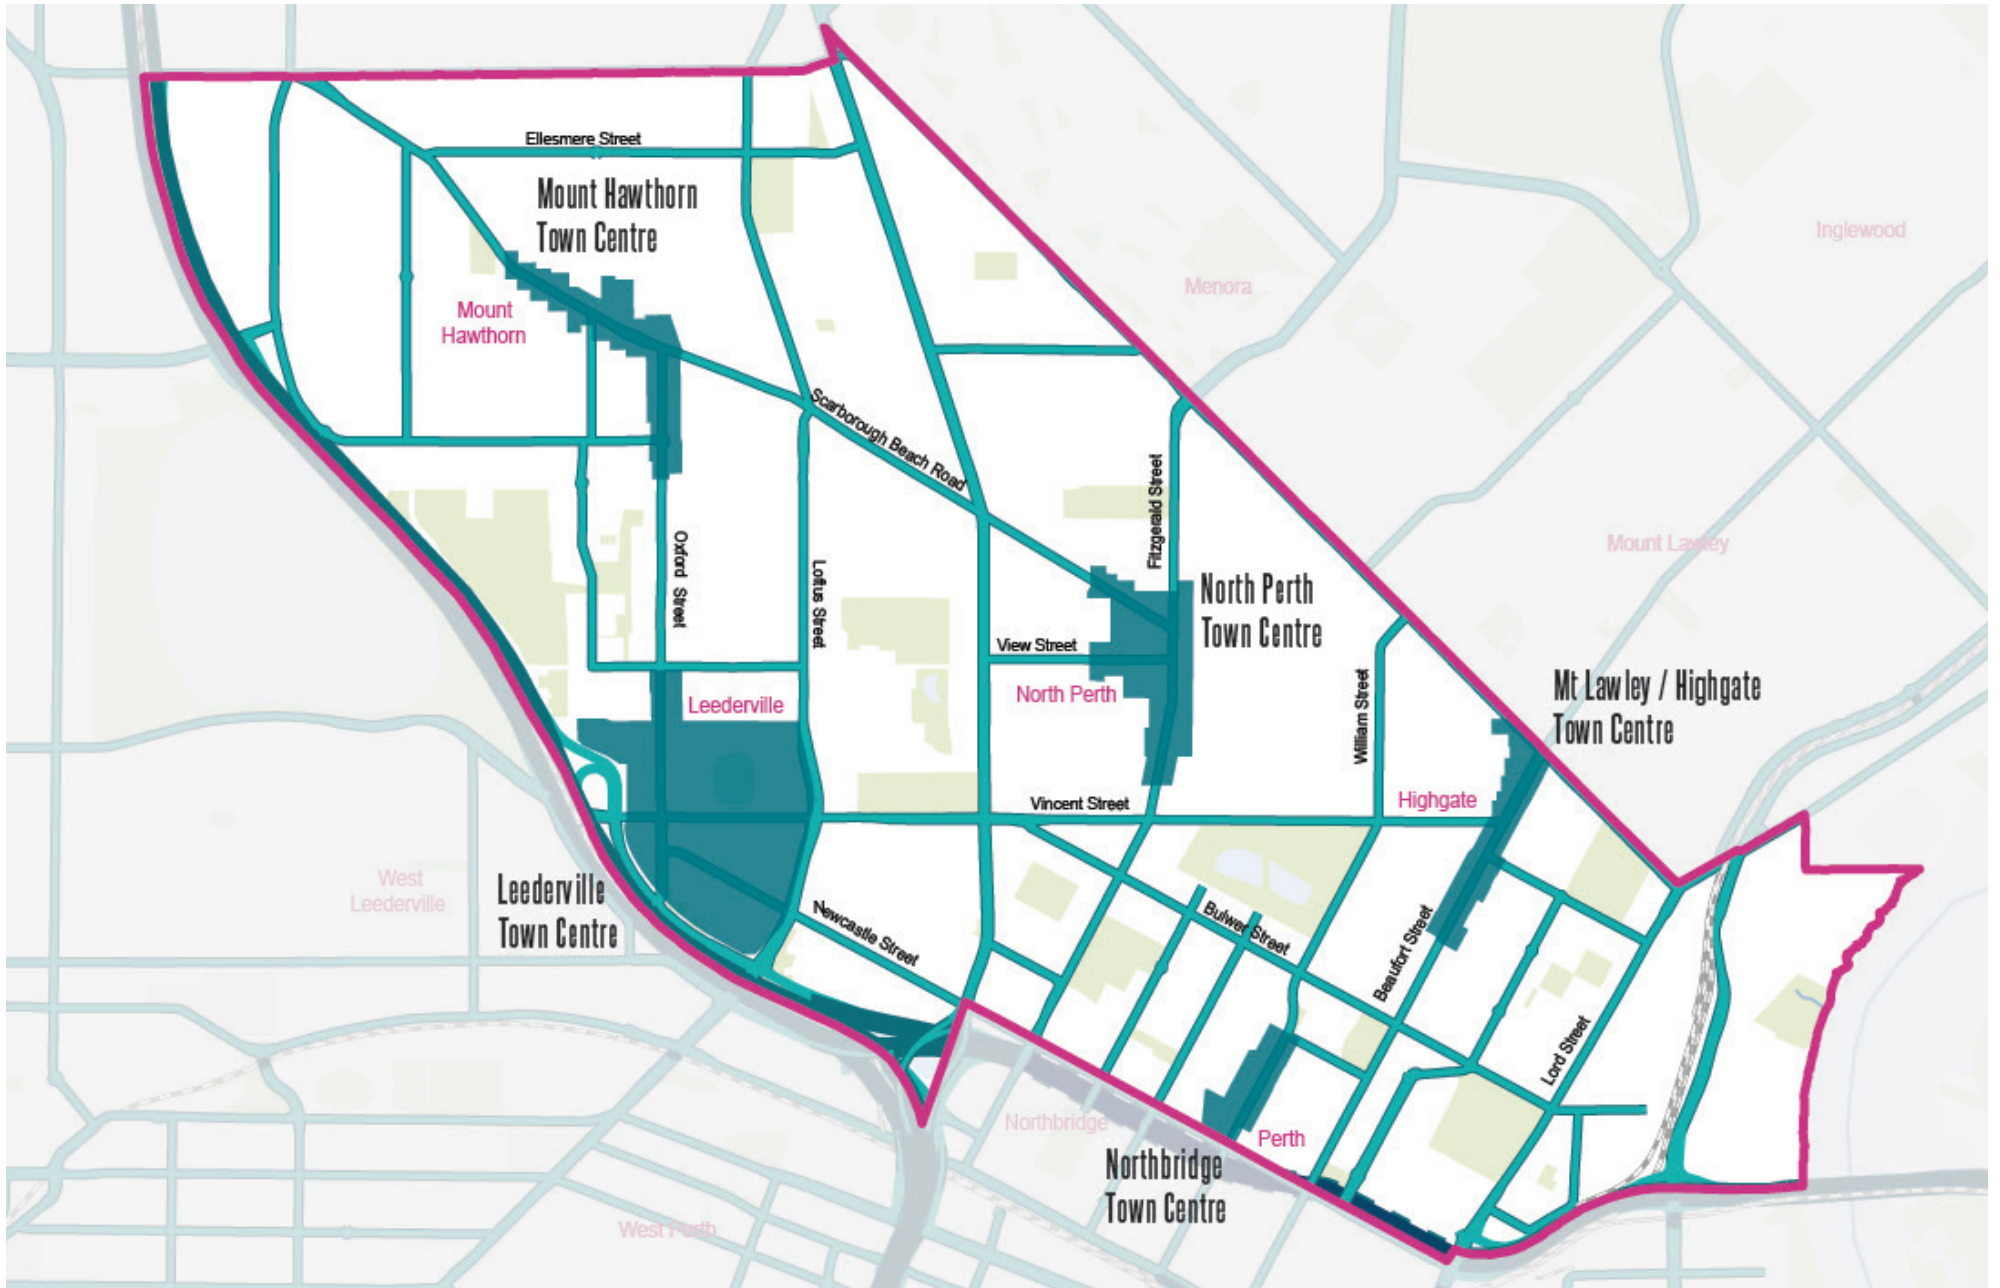 Ellesmere Street
Mount Hawthorn
Town Centre
Inglewood
Menora
Mount
Hawthorn
Scarborough Beach Road
Fitzgerald Street
Mount Lawley
Oxford Street
Loftus Street
North Perth
Town Centre
View Street
North Perth
William Street
Mt Lawley / Highgate
Town Centre
Leederville
Vincent Street
Highgate
West
Leederville
Leederville
Town Centre
Newcastle Street
Bulwer Street
Beaufort Street
Lord Street
Northbridge
Perth
Northbridge
Town Centre
West Perth